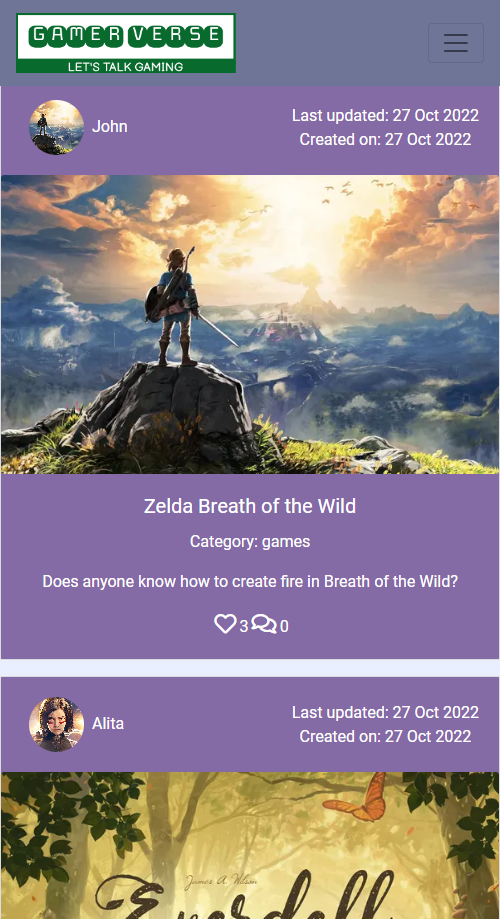 GAMER VERSE
LET'S TALK GAMING
John
Last updated: 27 Oct 2022
Created on: 27 Oct 2022
Zelda Breath of the Wild
Category: games
Does anyone know how to create fire in Breath of the Wild?
3 0
Alita
Last updated: 27 Oct 2022
Created on: 27 Oct 2022
James A Wilson
Everdell